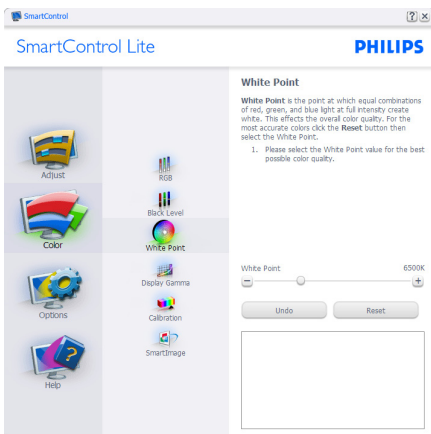 SmartControl
SmartControl Lite
PHILIPS
Adjust
Color
Options
Help
RGB
Black Level
White Point
Display Gamma
Calibration
SmartImage
White Point
White Point is the point at which equal combinations
of red, green, and blue light at full intensity create
white. This effects the overall color quality. For the
most accurate colors click the Reset button then
select the White Point.
1. Please select the White Point value for the best
possible color quality.
White Point 6500K
Undo Reset